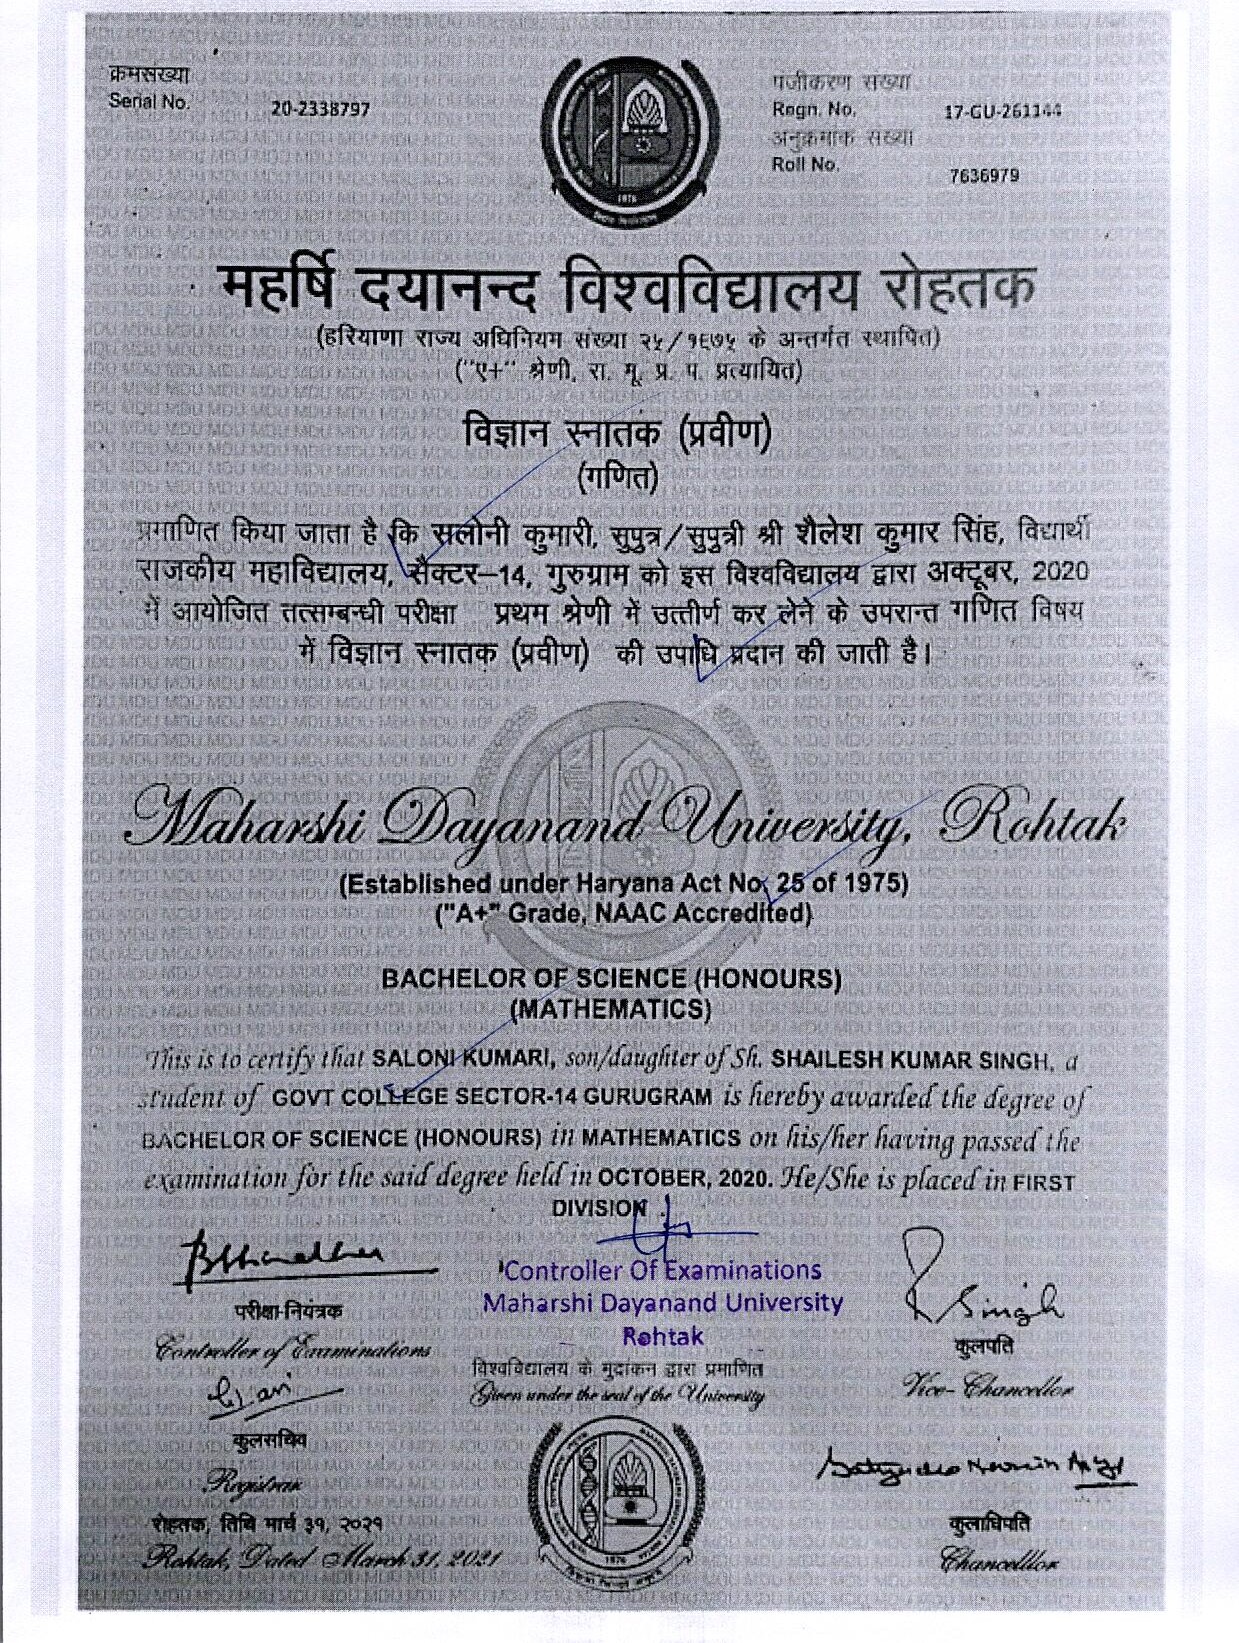 क्रमसंख्या
Serial No. 20-2338797
पंजीकरण संख्या
Regn. No. 17-GU-261144
अनुक्रमांक संख्या
Roll No. 7636979
महर्षि दयानन्द विश्वविद्यालय रोहतक
(हरियाणा राज्य अधिनियम संख्या २५/१९७५ के अन्तर्गत स्थापित)
("ए+" श्रेणी, रा. मू. प्र. प. प्रत्यायित)
विज्ञान स्नातक (प्रवीण)
(गणित)
प्रमाणित किया जाता है कि सलोनी कुमारी, सुपुत्र/सुपुत्री श्री शैलेश कुमार सिंह, विद्यार्थी
राजकीय महाविद्यालय, सैक्टर-14, गुरुग्राम को इस विश्वविद्यालय द्वारा अक्टूबर, 2020
में आयोजित तत्सम्बन्धी परीक्षा प्रथम श्रेणी में उत्तीर्ण कर लेने के उपरान्त गणित विषय
में विज्ञान स्नातक (प्रवीण) की उपाधि प्रदान की जाती है।
Maharshi Dayanand University, Rohtak
(Established under Haryana Act No. 25 of 1975)
("A+" Grade, NAAC Accredited)
BACHELOR OF SCIENCE (HONOURS)
(MATHEMATICS)
This is to certify that SALONI KUMARI, son/daughter of Sh. SHAILESH KUMAR SINGH, a
student of GOVT COLLEGE SECTOR-14 GURUGRAM is hereby awarded the degree of
BACHELOR OF SCIENCE (HONOURS) in MATHEMATICS on his/her having passed the
examination for the said degree held in OCTOBER, 2020. He/She is placed in FIRST
DIVISION.
Controller Of Examinations
Maharshi Dayanand University
Rohtak
परीक्षा-नियंत्रक
Controller of Examinations
Singh
कुलपति
Vice-Chancellor
विश्वविद्यालय के मुद्रांकन द्वारा प्रमाणित
Given under the seal of the University
कुलसचिव
Registrar
रोहतक, तिथि मार्च ३१, २०२१
Rohtak, Dated March 31, 2021
कुलाधिपति
Chancelllor